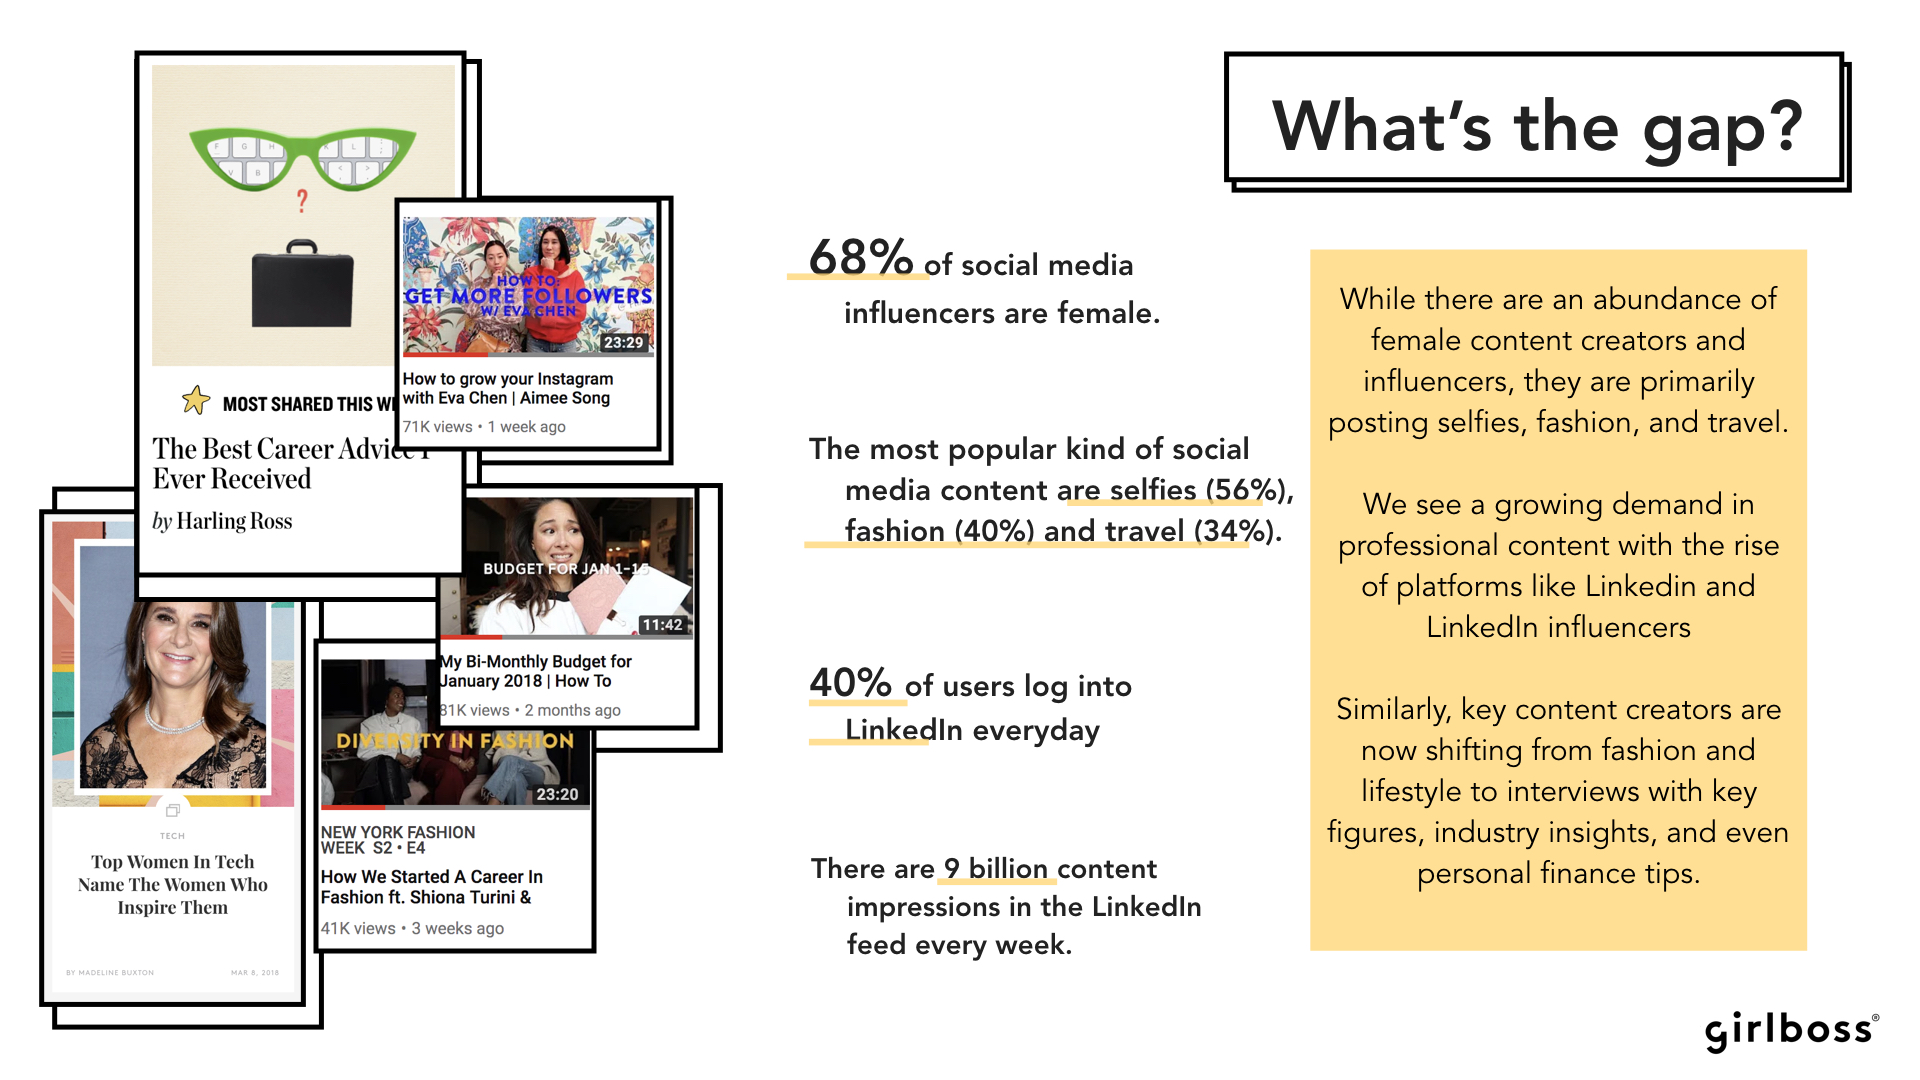 What's the gap?
?
MOST SHARED THIS
The Best Career Advice I
Ever Received
by Harling Ross
HOW TO:
GET MORE FOLLOWERS
W/ EVA CHEN
23:29
How to grow your Instagram
with Eva Chen | Aimee Song
71K views • 1 week ago
BUDGET FOR JAN 1-15
11:42
My Bi-Monthly Budget for
January 2018 | How To
81K views • 2 months ago
DIVERSITY IN FASHION
23:20
NEW YORK FASHION
WEEK S2 • E4
How We Started A Career In
Fashion ft. Shiona Turini &
41K views • 3 weeks ago
TECH
Top Women In Tech
Name The Women Who
Inspire Them
BY MADELINE BUXTON
MAR 8, 2018
68% of social media
influencers are female.
The most popular kind of social
media content are selfies (56%),
fashion (40%) and travel (34%).
40% of users log into
LinkedIn everyday
There are 9 billion content
impressions in the LinkedIn
feed every week.
While there are an abundance of
female content creators and
influencers, they are primarily
posting selfies, fashion, and travel.
We see a growing demand in
professional content with the rise
of platforms like Linkedin and
LinkedIn influencers
Similarly, key content creators are
now shifting from fashion and
lifestyle to interviews with key
figures, industry insights, and even
personal finance tips.
girlboss®